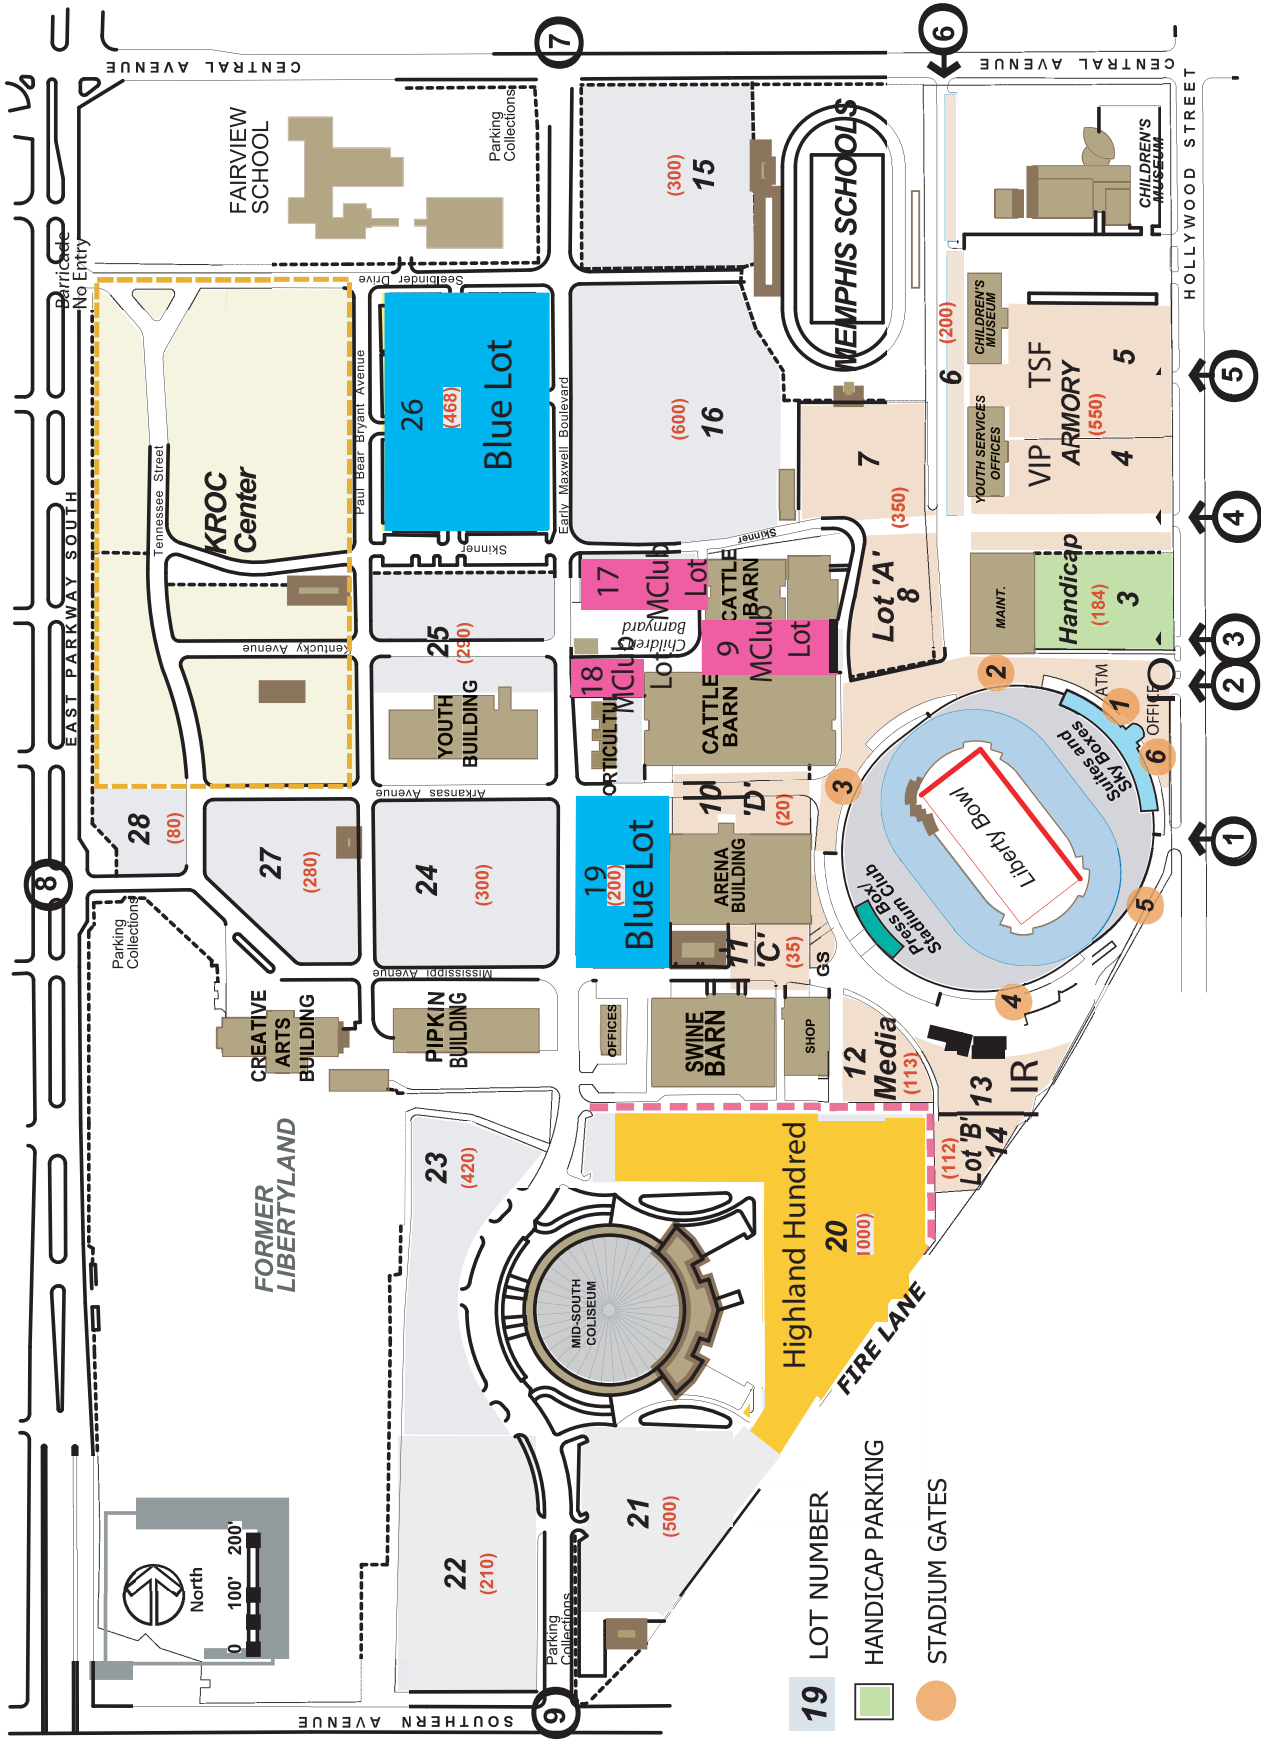 CENTRAL AVENUE
7
6
CENTRAL AVENUE
FAIRVIEW
SCHOOL
Parking
Collections
(300)
15
MEMPHIS SCHOOLS
CHILDREN'S
MUSEUM
HOLLYWOOD STREET
Barricade
No Entry
Seelbinder Drive
EAST PARKWAY SOUTH
Tennessee Street
KROC
Center
Paul Bear Bryant Avenue
26
(468)
Blue Lot
Early Maxwell Boulevard
(600)
16
7
(350)
6
(200)
CHILDREN'S
MUSEUM
YOUTH SERVICES
OFFICES
TSF
VIP
ARMORY
(550)
5
4
5
4
Skinner
Skinner
17
MClub
Lot
CATTLE
BARN
Lot 'A'
8
MAINT.
Handicap
(184)
3
3
2
Kentucky Avenue
25
(290)
Children
Barnyard
18
MClub
Lot
9
MClub
Lot
YOUTH
BUILDING
CATTLE
BARN
2
ATM
OFFICE
1
6
Suites and
Sky Boxes
3
Liberty Bowl
Press Box/
Stadium Club
5
4
1
Arkansas Avenue
28
(80)
8
27
(280)
24
(300)
19
(200)
Blue Lot
10
'D'
(20)
ARENA
BUILDING
11
'C'
(35)
GS
Parking
Collections
Mississippi Avenue
CREATIVE
ARTS
BUILDING
PIPKIN
BUILDING
OFFICES
SWINE
BARN
SHOP
12
Media
(113)
13
IR
(112)
Lot 'B'
14
FORMER
LIBERTYLAND
23
(420)
MID-SOUTH
COLISEUM
Highland Hundred
20
FIRE LANE
North
0
100'
200'
22
(210)
21
(500)
Parking
Collections
9
SOUTHERN AVENUE
19
LOT NUMBER
HANDICAP PARKING
STADIUM GATES